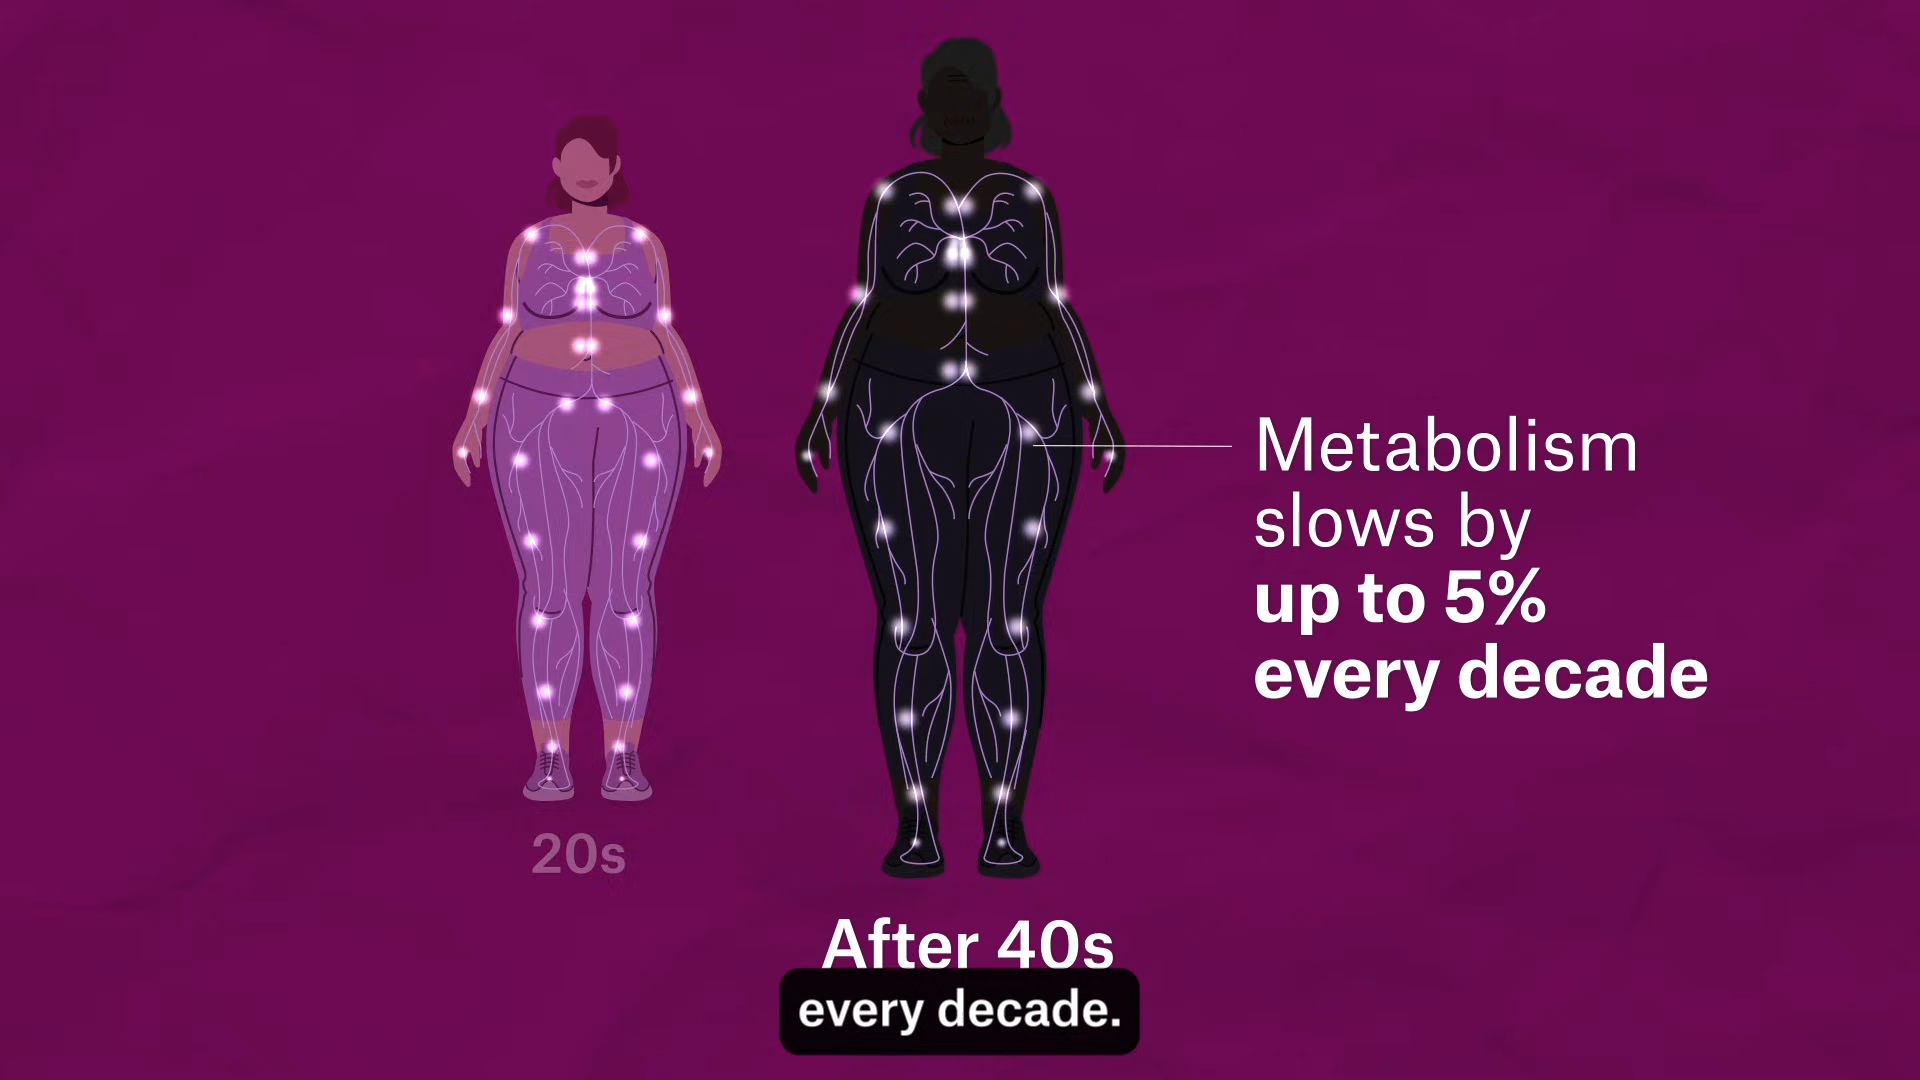 Metabolism
slows by
up to 5%
every decade
20s
After 40s
every decade.